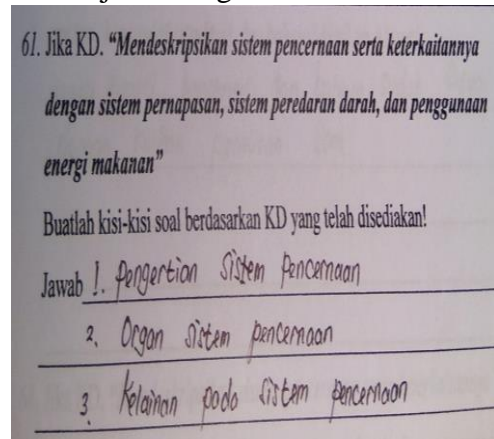 61. Jika KD. “Mendeskripsikan sistem pencernaan serta keterkaitannya
dengan sistem pernapasan, sistem peredaran darah, dan penggunaan
energi makanan”
Buatlah kisi-kisi soal berdasarkan KD yang telah disediakan!
Jawab 1. Pengertian Sistem Pencernaan
2. Organ sistem pencernaan
3. Kelainan pada sistem pencernaan